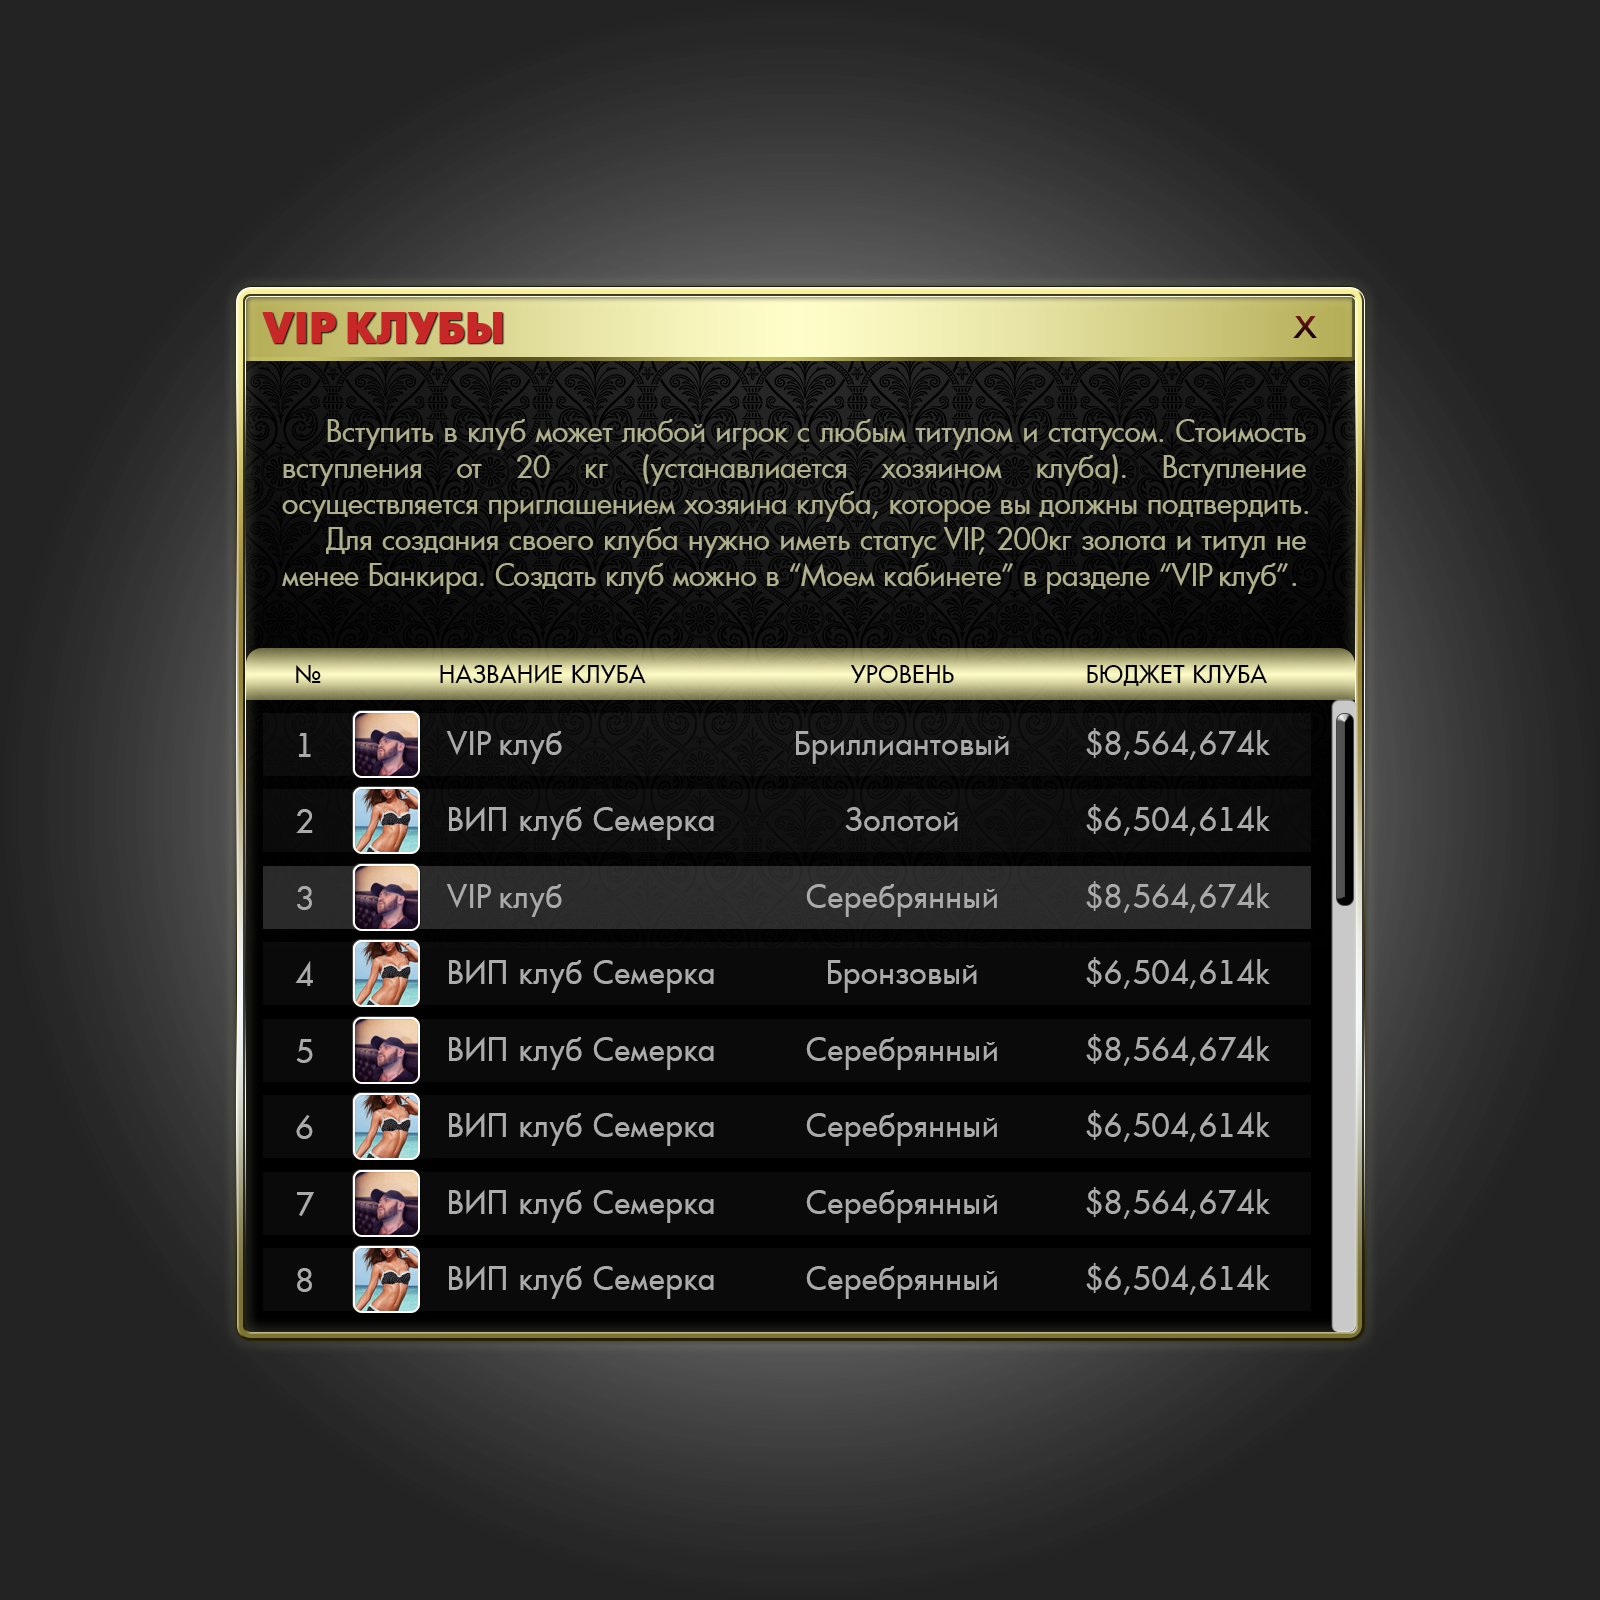 VIP КЛУБЫ X
Вступить в клуб может любой игрок с любым титулом и статусом. Стоимость
вступления от 20 кг (устанавлиается хозяином клуба). Вступление
осуществляется приглашением хозяина клуба, которое вы должны подтвердить.
Для создания своего клуба нужно иметь статус VIP, 200кг золота и титул не
менее Банкира. Создать клуб можно в “Моем кабинете” в разделе “VIP клуб”.
№ НАЗВАНИЕ КЛУБА УРОВЕНЬ БЮДЖЕТ КЛУБА
1 VIP клуб Бриллиантовый $8,564,674k
2 ВИП клуб Семерка Золотой $6,504,614k
3 VIP клуб Серебрянный $8,564,674k
4 ВИП клуб Семерка Бронзовый $6,504,614k
5 ВИП клуб Семерка Серебрянный $8,564,674k
6 ВИП клуб Семерка Серебрянный $6,504,614k
7 ВИП клуб Семерка Серебрянный $8,564,674k
8 ВИП клуб Семерка Серебрянный $6,504,614k